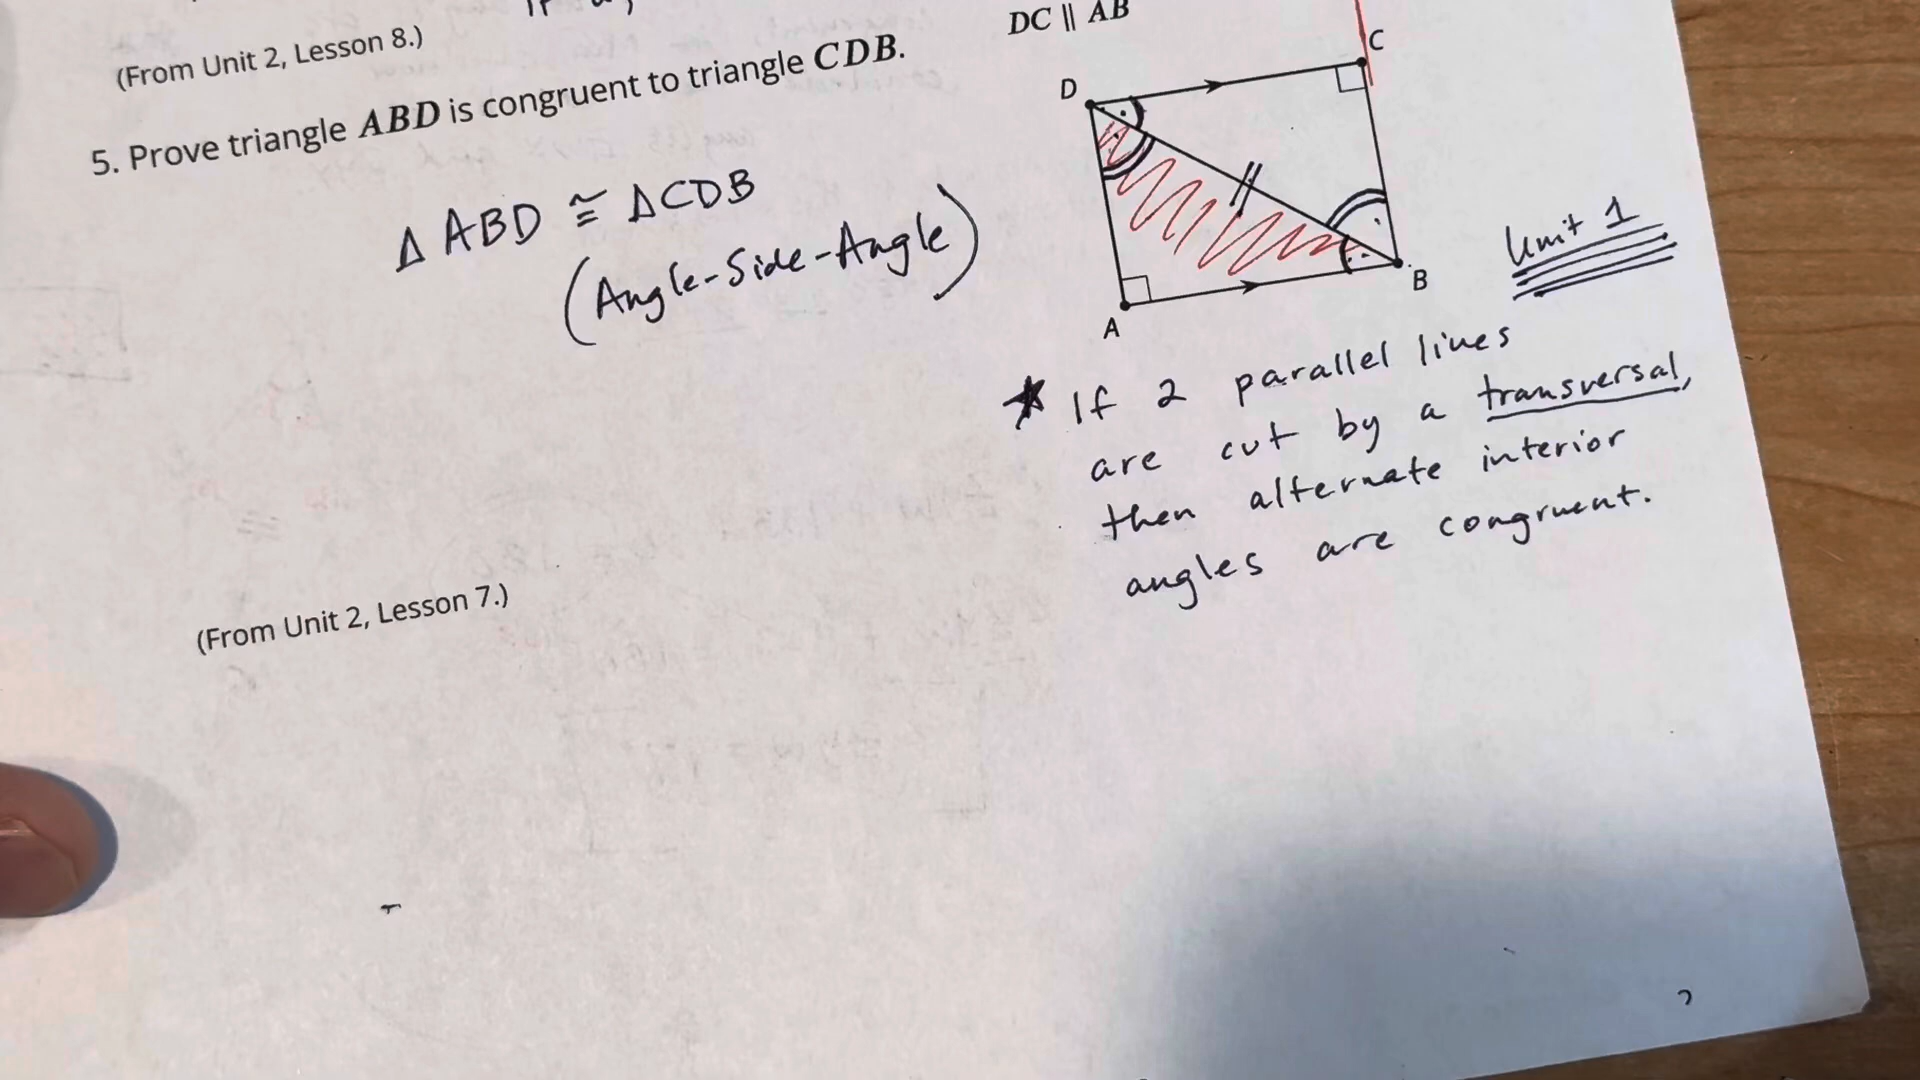 (From Unit 2, Lesson 8.)
5. Prove triangle ABD is congruent to triangle CDB.
Δ ABD ≅ ΔCDB
(Angle-Side-Angle)
(From Unit 2, Lesson 7.)
DC || AB
D
C
B
A
Unit 1
★ If 2 parallel lines
are cut by a transversal,
then alternate interior
angles are congruent.